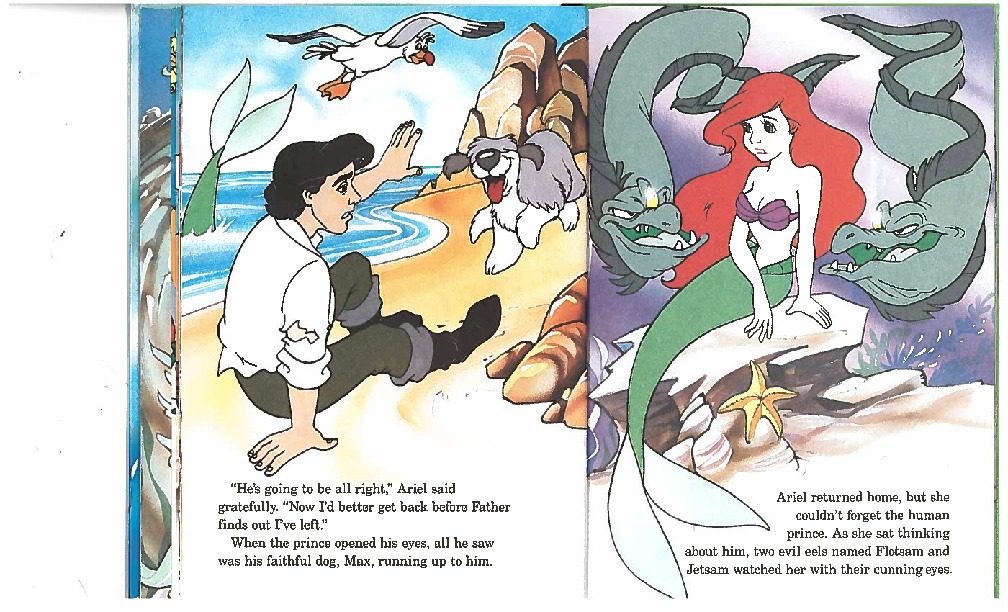 "He's going to be all right," Ariel said
gratefully. "Now I'd better get back before Father
finds out I've left."
When the prince opened his eyes, all he saw
was his faithful dog, Max, running up to him.
Ariel returned home, but she
couldn't forget the human
prince. As she sat thinking
about him, two evil eels named Flotsam and
Jetsam watched her with their cunning eyes.